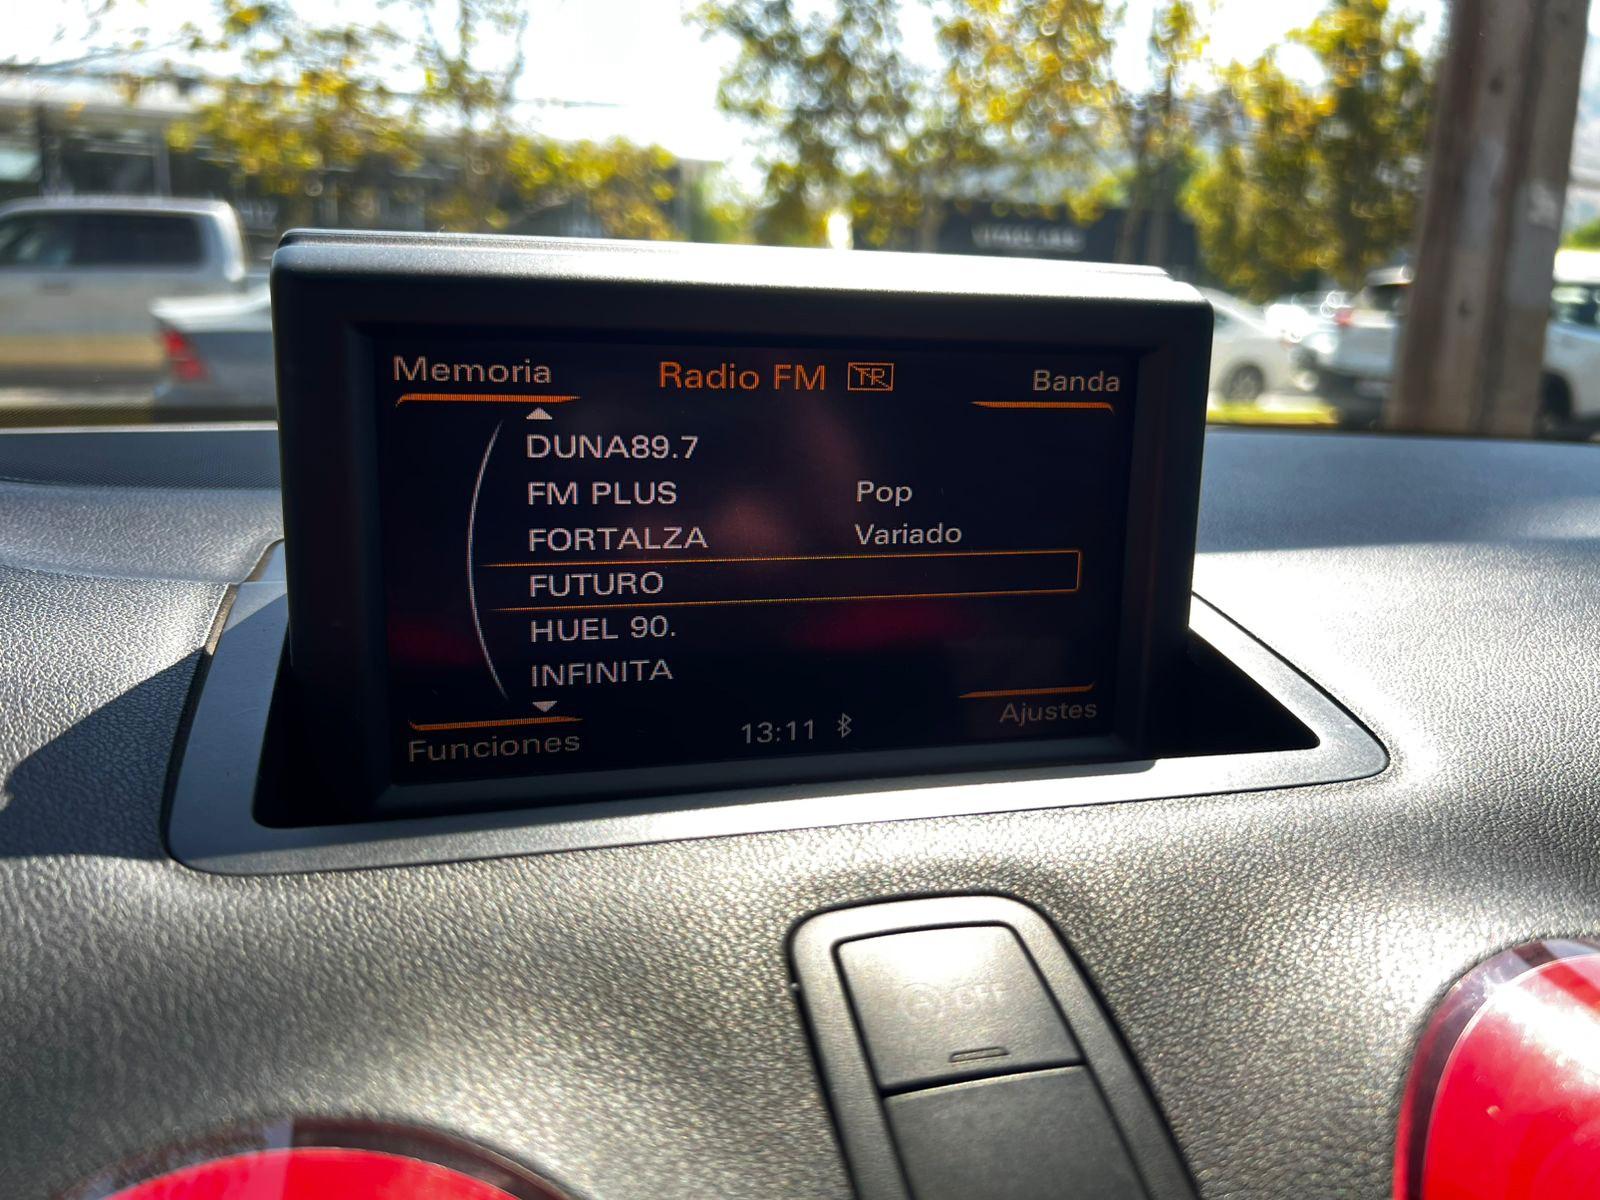 Memoria Radio FM TP Banda
DUNA89.7
FM PLUS Pop
FORTALZA Variado
FUTURO
HUEL 90.
INFINITA
Funciones 13:11 Ajustes